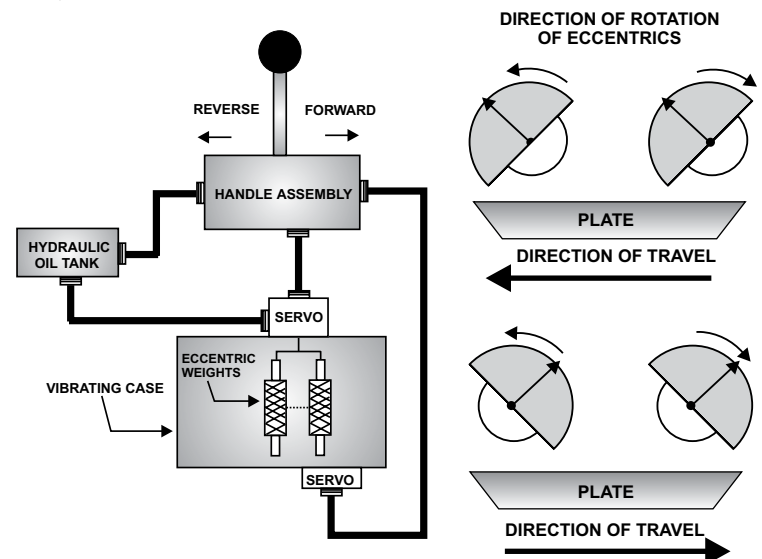 REVERSE
FORWARD
HANDLE ASSEMBLY
HYDRAULIC
OIL TANK
SERVO
ECCENTRIC
WEIGHTS
VIBRATING CASE
SERVO
DIRECTION OF ROTATION
OF ECCENTRICS
PLATE
DIRECTION OF TRAVEL
PLATE
DIRECTION OF TRAVEL